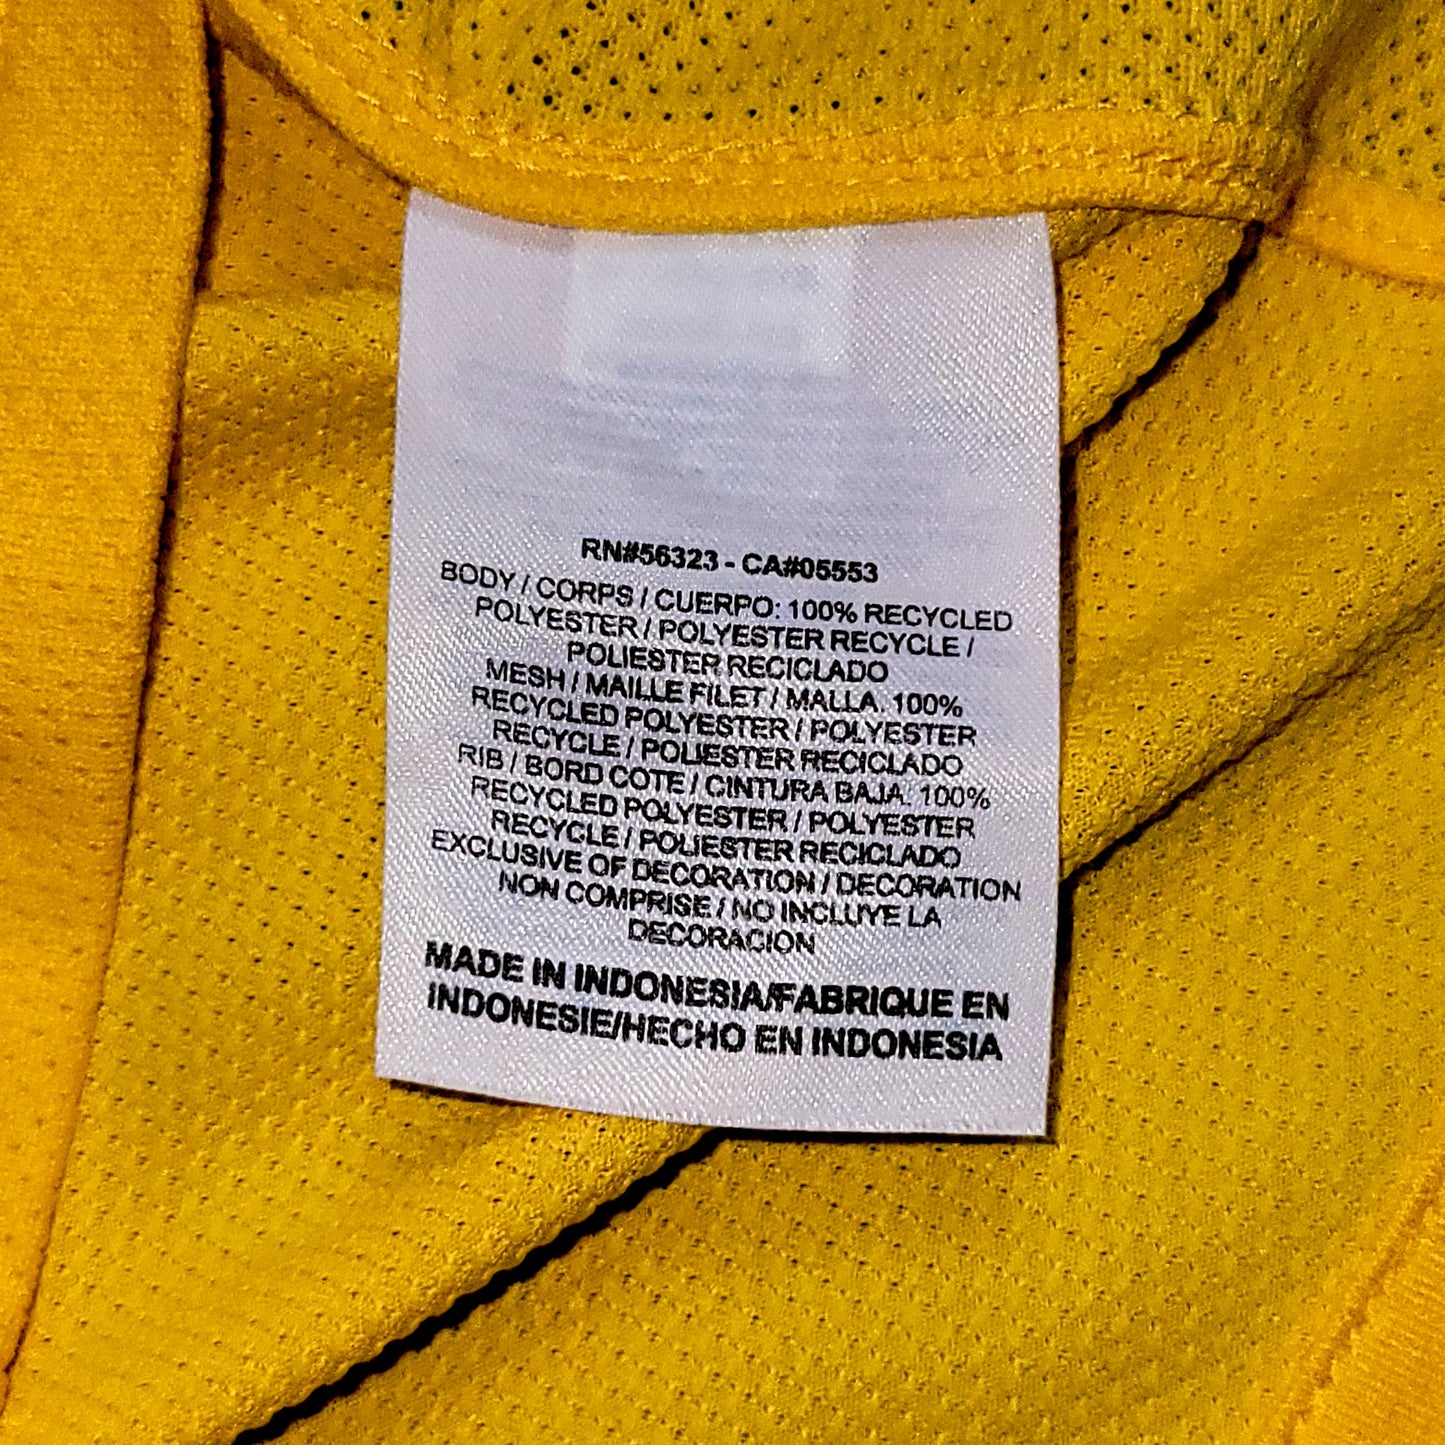 RN#56323 - CA#05553
BODY / CORPS / CUERPO: 100% RECYCLED
POLYESTER / POLYESTER RECYCLE /
POLIESTER RECICLADO
MESH / MAILLE FILET / MALLA. 100%
RECYCLED POLYESTER / POLYESTER
RECYCLE / POLIESTER RECICLADO
RIB / BORD COTE / CINTURA BAJA. 100%
RECYCLED POLYESTER / POLYESTER
RECYCLE / POLIESTER RECICLADO
EXCLUSIVE OF DECORATION / DECORATION
NON COMPRISE / NO INCLUYE LA
DECORACION
MADE IN INDONESIA/FABRIQUE EN
INDONESIE/HECHO EN INDONESIA